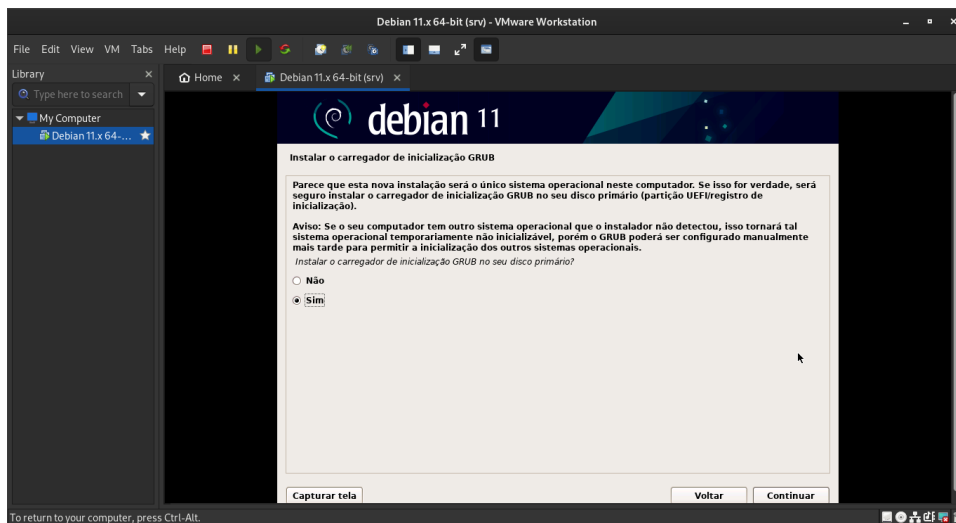 Debian 11.x 64-bit (srv) - VMware Workstation
File Edit View VM Tabs Help
Library
Home
Debian 11.x 64-bit (srv)
Type here to search
My Computer
Debian 11.x 64-...
debian 11
Instalar o carregador de inicialização GRUB
Parece que esta nova instalação será o único sistema operacional neste computador. Se isso for verdade, será
seguro instalar o carregador de inicialização GRUB no seu disco primário (partição UEFI/registro de
inicialização).
Aviso: Se o seu computador tem outro sistema operacional que o instalador não detectou, isso tornará tal
sistema operacional temporariamente não inicializável, porém o GRUB poderá ser configurado manualmente
mais tarde para permitir a inicialização dos outros sistemas operacionais.
Instalar o carregador de inicialização GRUB no seu disco primário?
Não
Sim
Capturar tela
Voltar
Continuar
To return to your computer, press Ctrl-Alt.